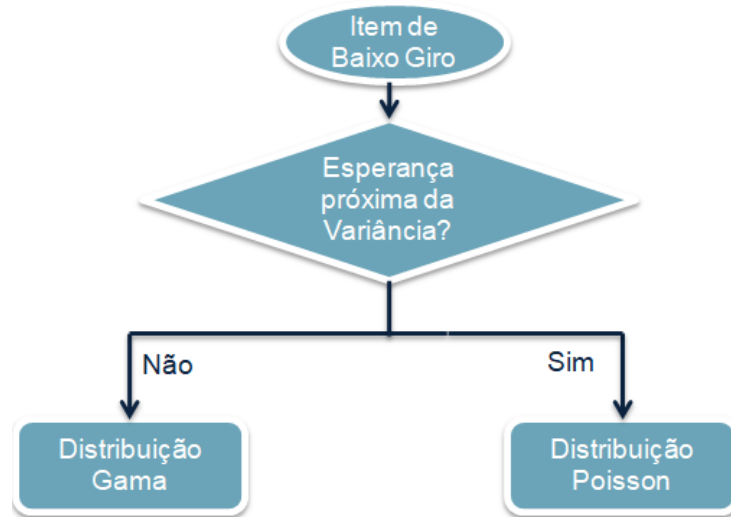 Item de
Baixo Giro
Esperança
próxima da
Variância?
Não
Sim
Distribuição
Gama
Distribuição
Poisson